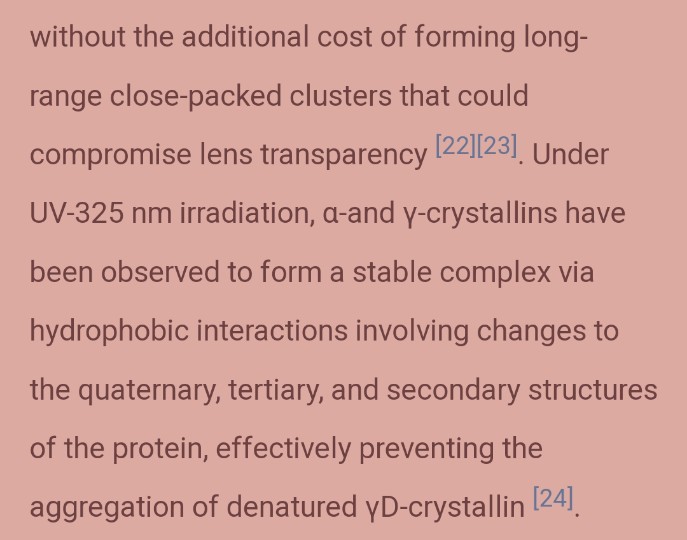 without the additional cost of forming long-
range close-packed clusters that could
compromise lens transparency [22][23]. Under
UV-325 nm irradiation, α-and γ-crystallins have
been observed to form a stable complex via
hydrophobic interactions involving changes to
the quaternary, tertiary, and secondary structures
of the protein, effectively preventing the
aggregation of denatured γD-crystallin [24].